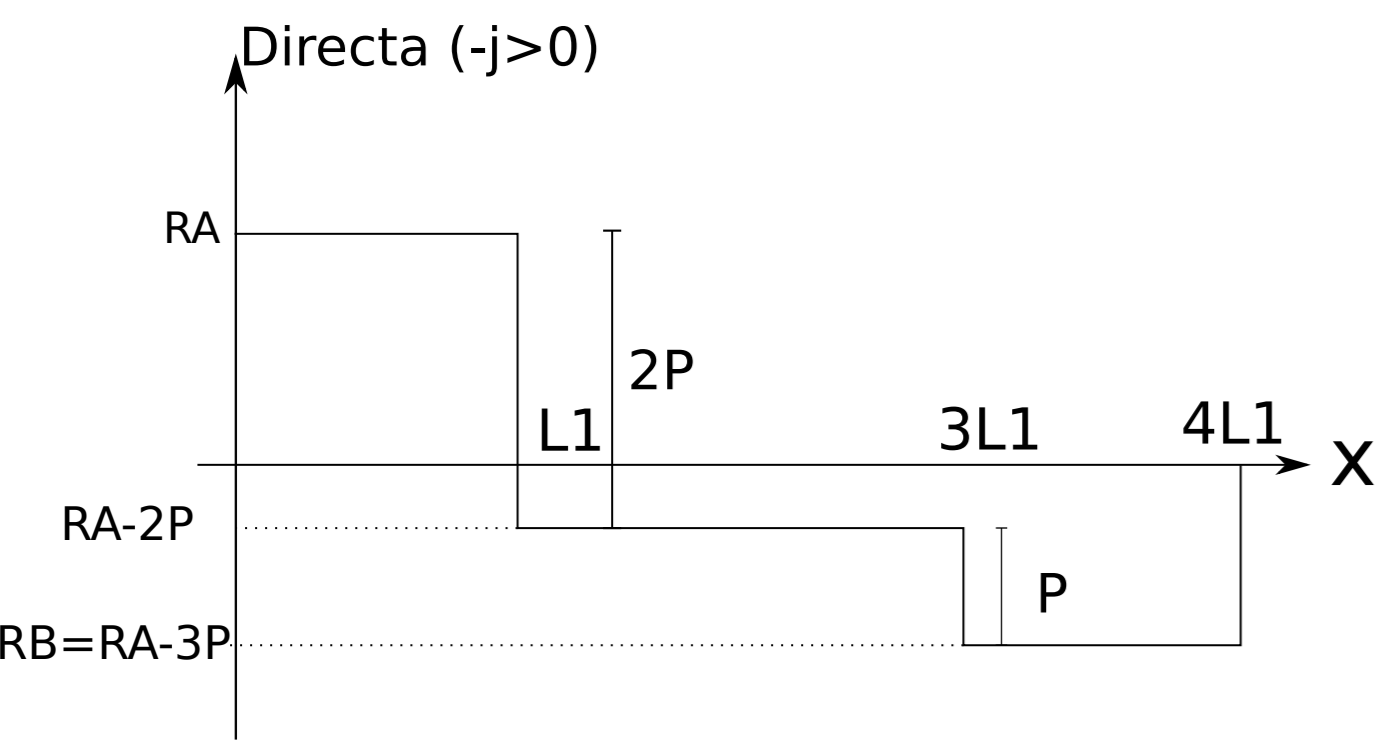 Directa (-j>0)
RA
2P
L1
3L1
4L1
x
RA-2P
P
RB=RA-3P